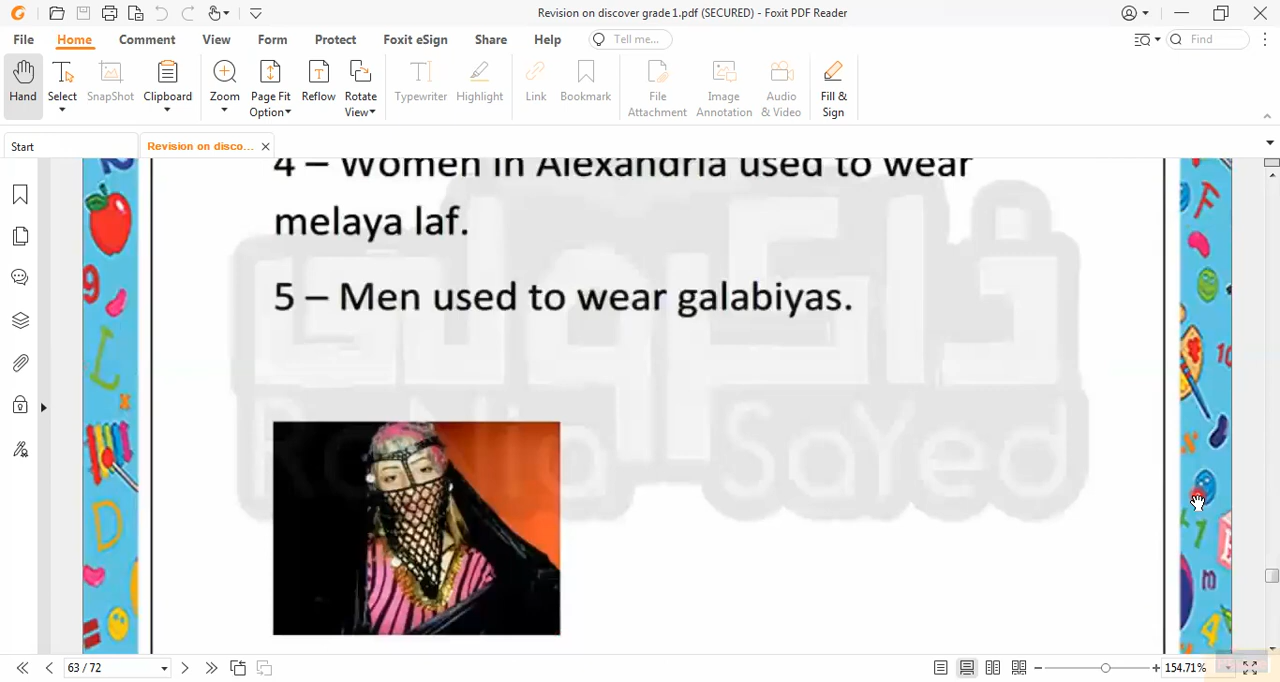 Revision on discover grade 1.pdf (SECURED) - Foxit PDF Reader
File Home Comment View Form Protect Foxit eSign Share Help Tell me... Find
Hand Select SnapShot Clipboard Zoom Page Fit Option Reflow Rotate View Typewriter Highlight Link Bookmark File Attachment Image Annotation Audio & Video Fill & Sign
Start Revision on disco...
4 – Women in Alexandria used to wear
melaya laf.
5 – Men used to wear galabiyas.
ذاكرولي
RaNia SaYed
63 / 72 154.71%